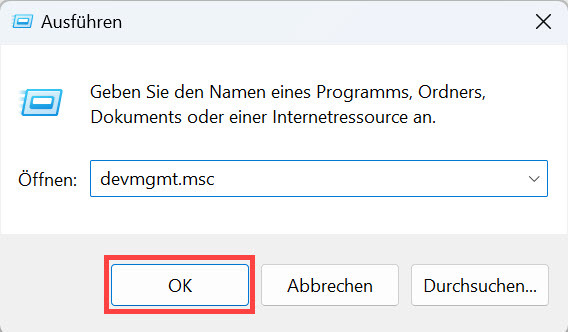 Ausführen
Geben Sie den Namen eines Programms, Ordners,
Dokuments oder einer Internetressource an.
Öffnen: devmgmt.msc
OK Abbrechen Durchsuchen...